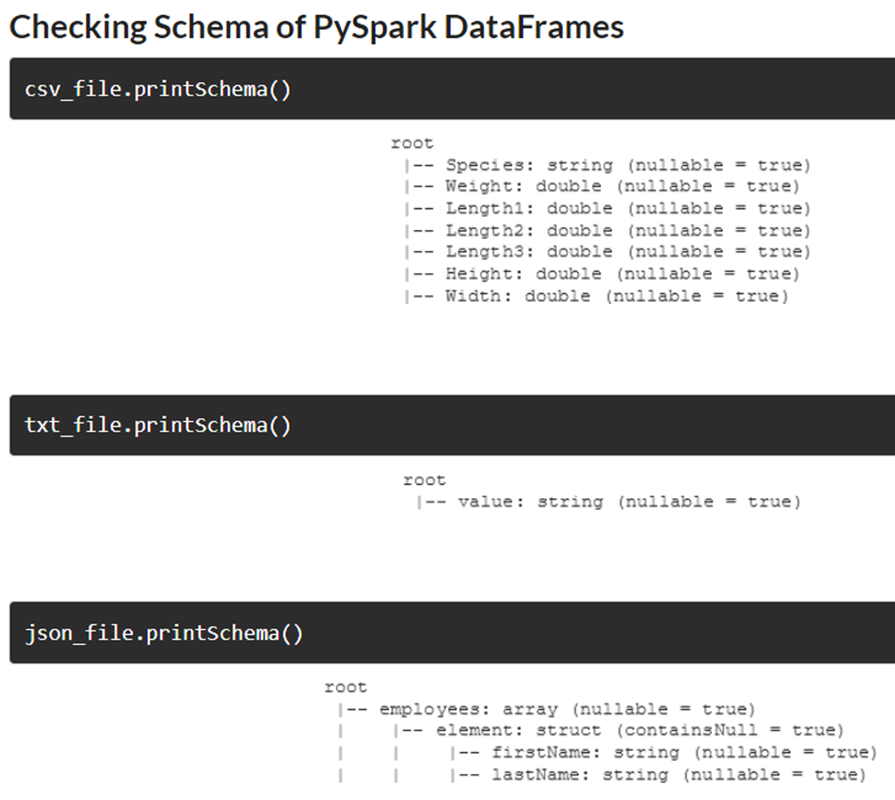 Checking Schema of PySpark DataFrames
csv_file.printSchema()
root
|-- Species: string (nullable = true)
|-- Weight: double (nullable = true)
|-- Length1: double (nullable = true)
|-- Length2: double (nullable = true)
|-- Length3: double (nullable = true)
|-- Height: double (nullable = true)
|-- Width: double (nullable = true)
txt_file.printSchema()
root
|-- value: string (nullable = true)
json_file.printSchema()
root
|-- employees: array (nullable = true)
|    |-- element: struct (containsNull = true)
|    |    |-- firstName: string (nullable = true)
|    |    |-- lastName: string (nullable = true)